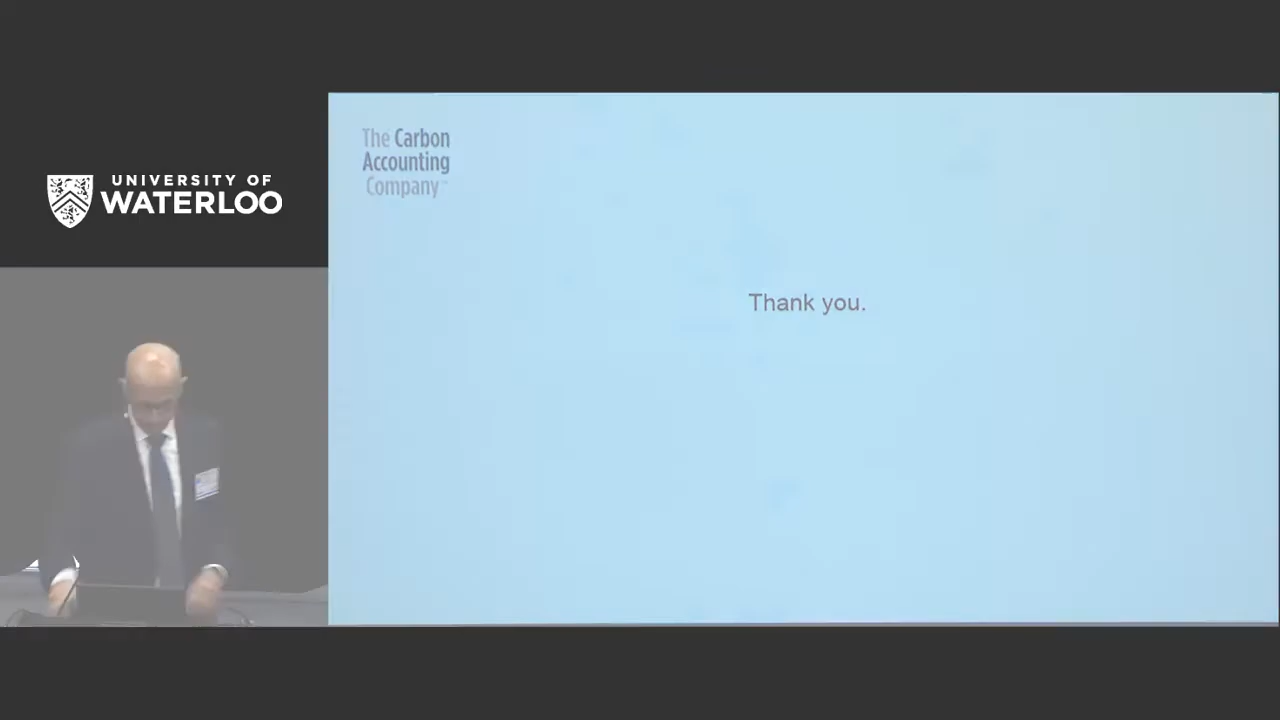 UNIVERSITY OF
WATERLOO
The Carbon
Accounting
Company
Thank you.